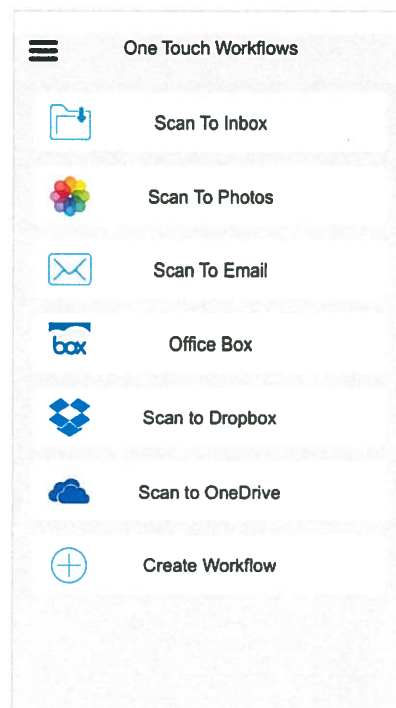 One Touch Workflows
Scan To Inbox
Scan To Photos
Scan To Email
box
Office Box
Scan to Dropbox
Scan to OneDrive
Create Workflow